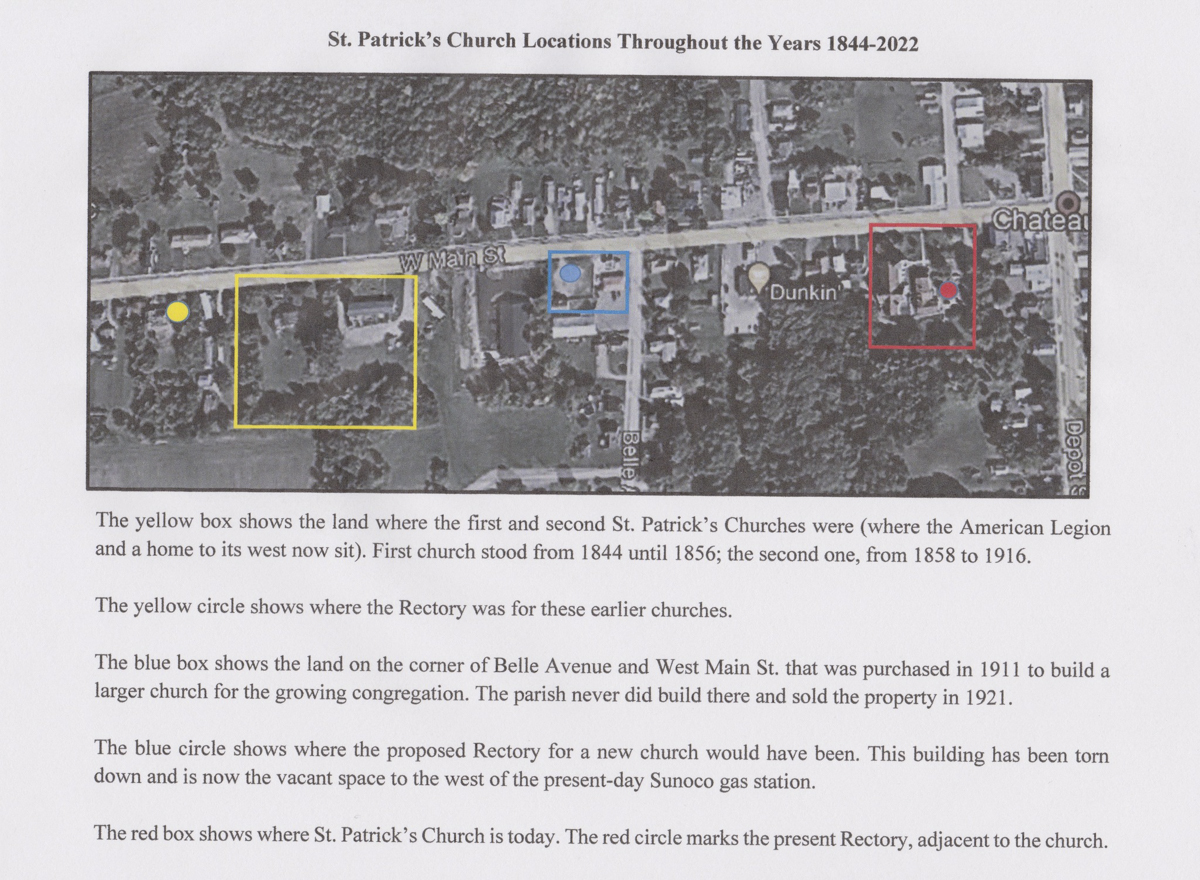 St. Patrick's Church Locations Throughout the Years 1844-2022
W Main St
Chateau
'Dunkin'
Belle
Depot S
The yellow box shows the land where the first and second St. Patrick's Churches were (where the American Legion
and a home to its west now sit). First church stood from 1844 until 1856; the second one, from 1858 to 1916.
The yellow circle shows where the Rectory was for these earlier churches.
The blue box shows the land on the corner of Belle Avenue and West Main St. that was purchased in 1911 to build a
larger church for the growing congregation. The parish never did build there and sold the property in 1921.
The blue circle shows where the proposed Rectory for a new church would have been. This building has been torn
down and is now the vacant space to the west of the present-day Sunoco gas station.
The red box shows where St. Patrick's Church is today. The red circle marks the present Rectory, adjacent to the church.